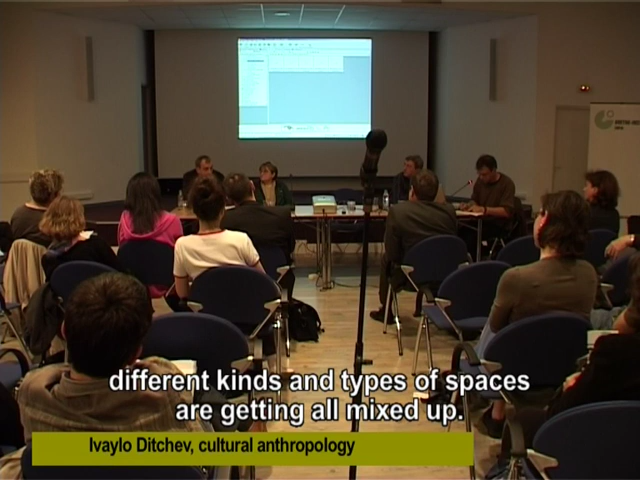 different kinds and types of spaces
are getting all mixed up.
Ivaylo Ditchev, cultural anthropology